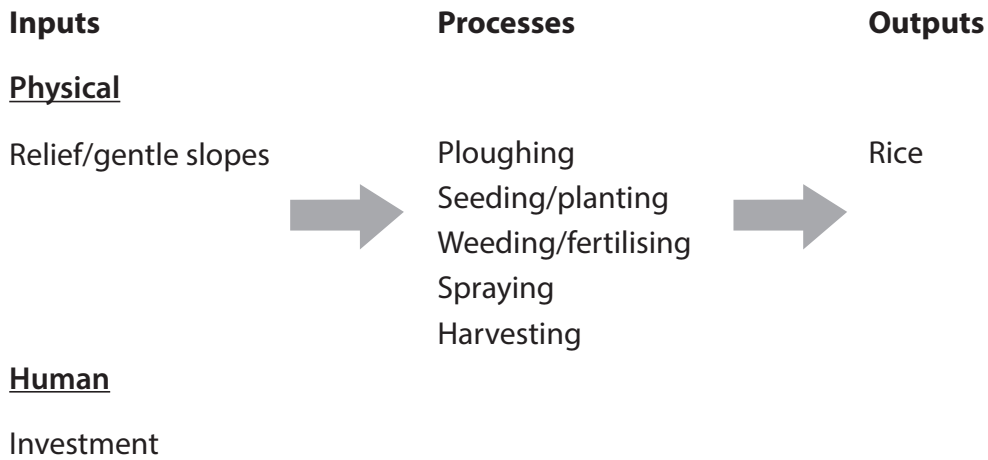 Inputs Processes Outputs
Physical
Relief/gentle slopes Ploughing Rice
Seeding/planting
Weeding/fertilising
Spraying
Harvesting
Human
Investment